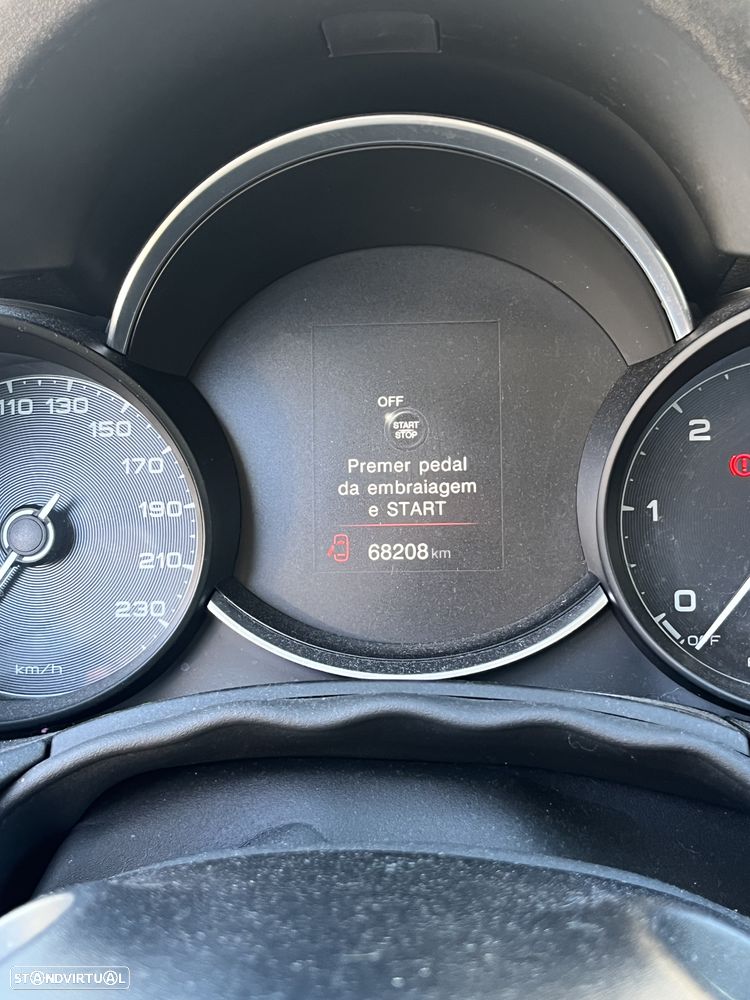 OFF
START
STOP
Premer pedal
da embraiagem
e START
68208 km
110 130
150
170
190
210
230
km/h
2
1
0
OFF
STANDVIRTUAL